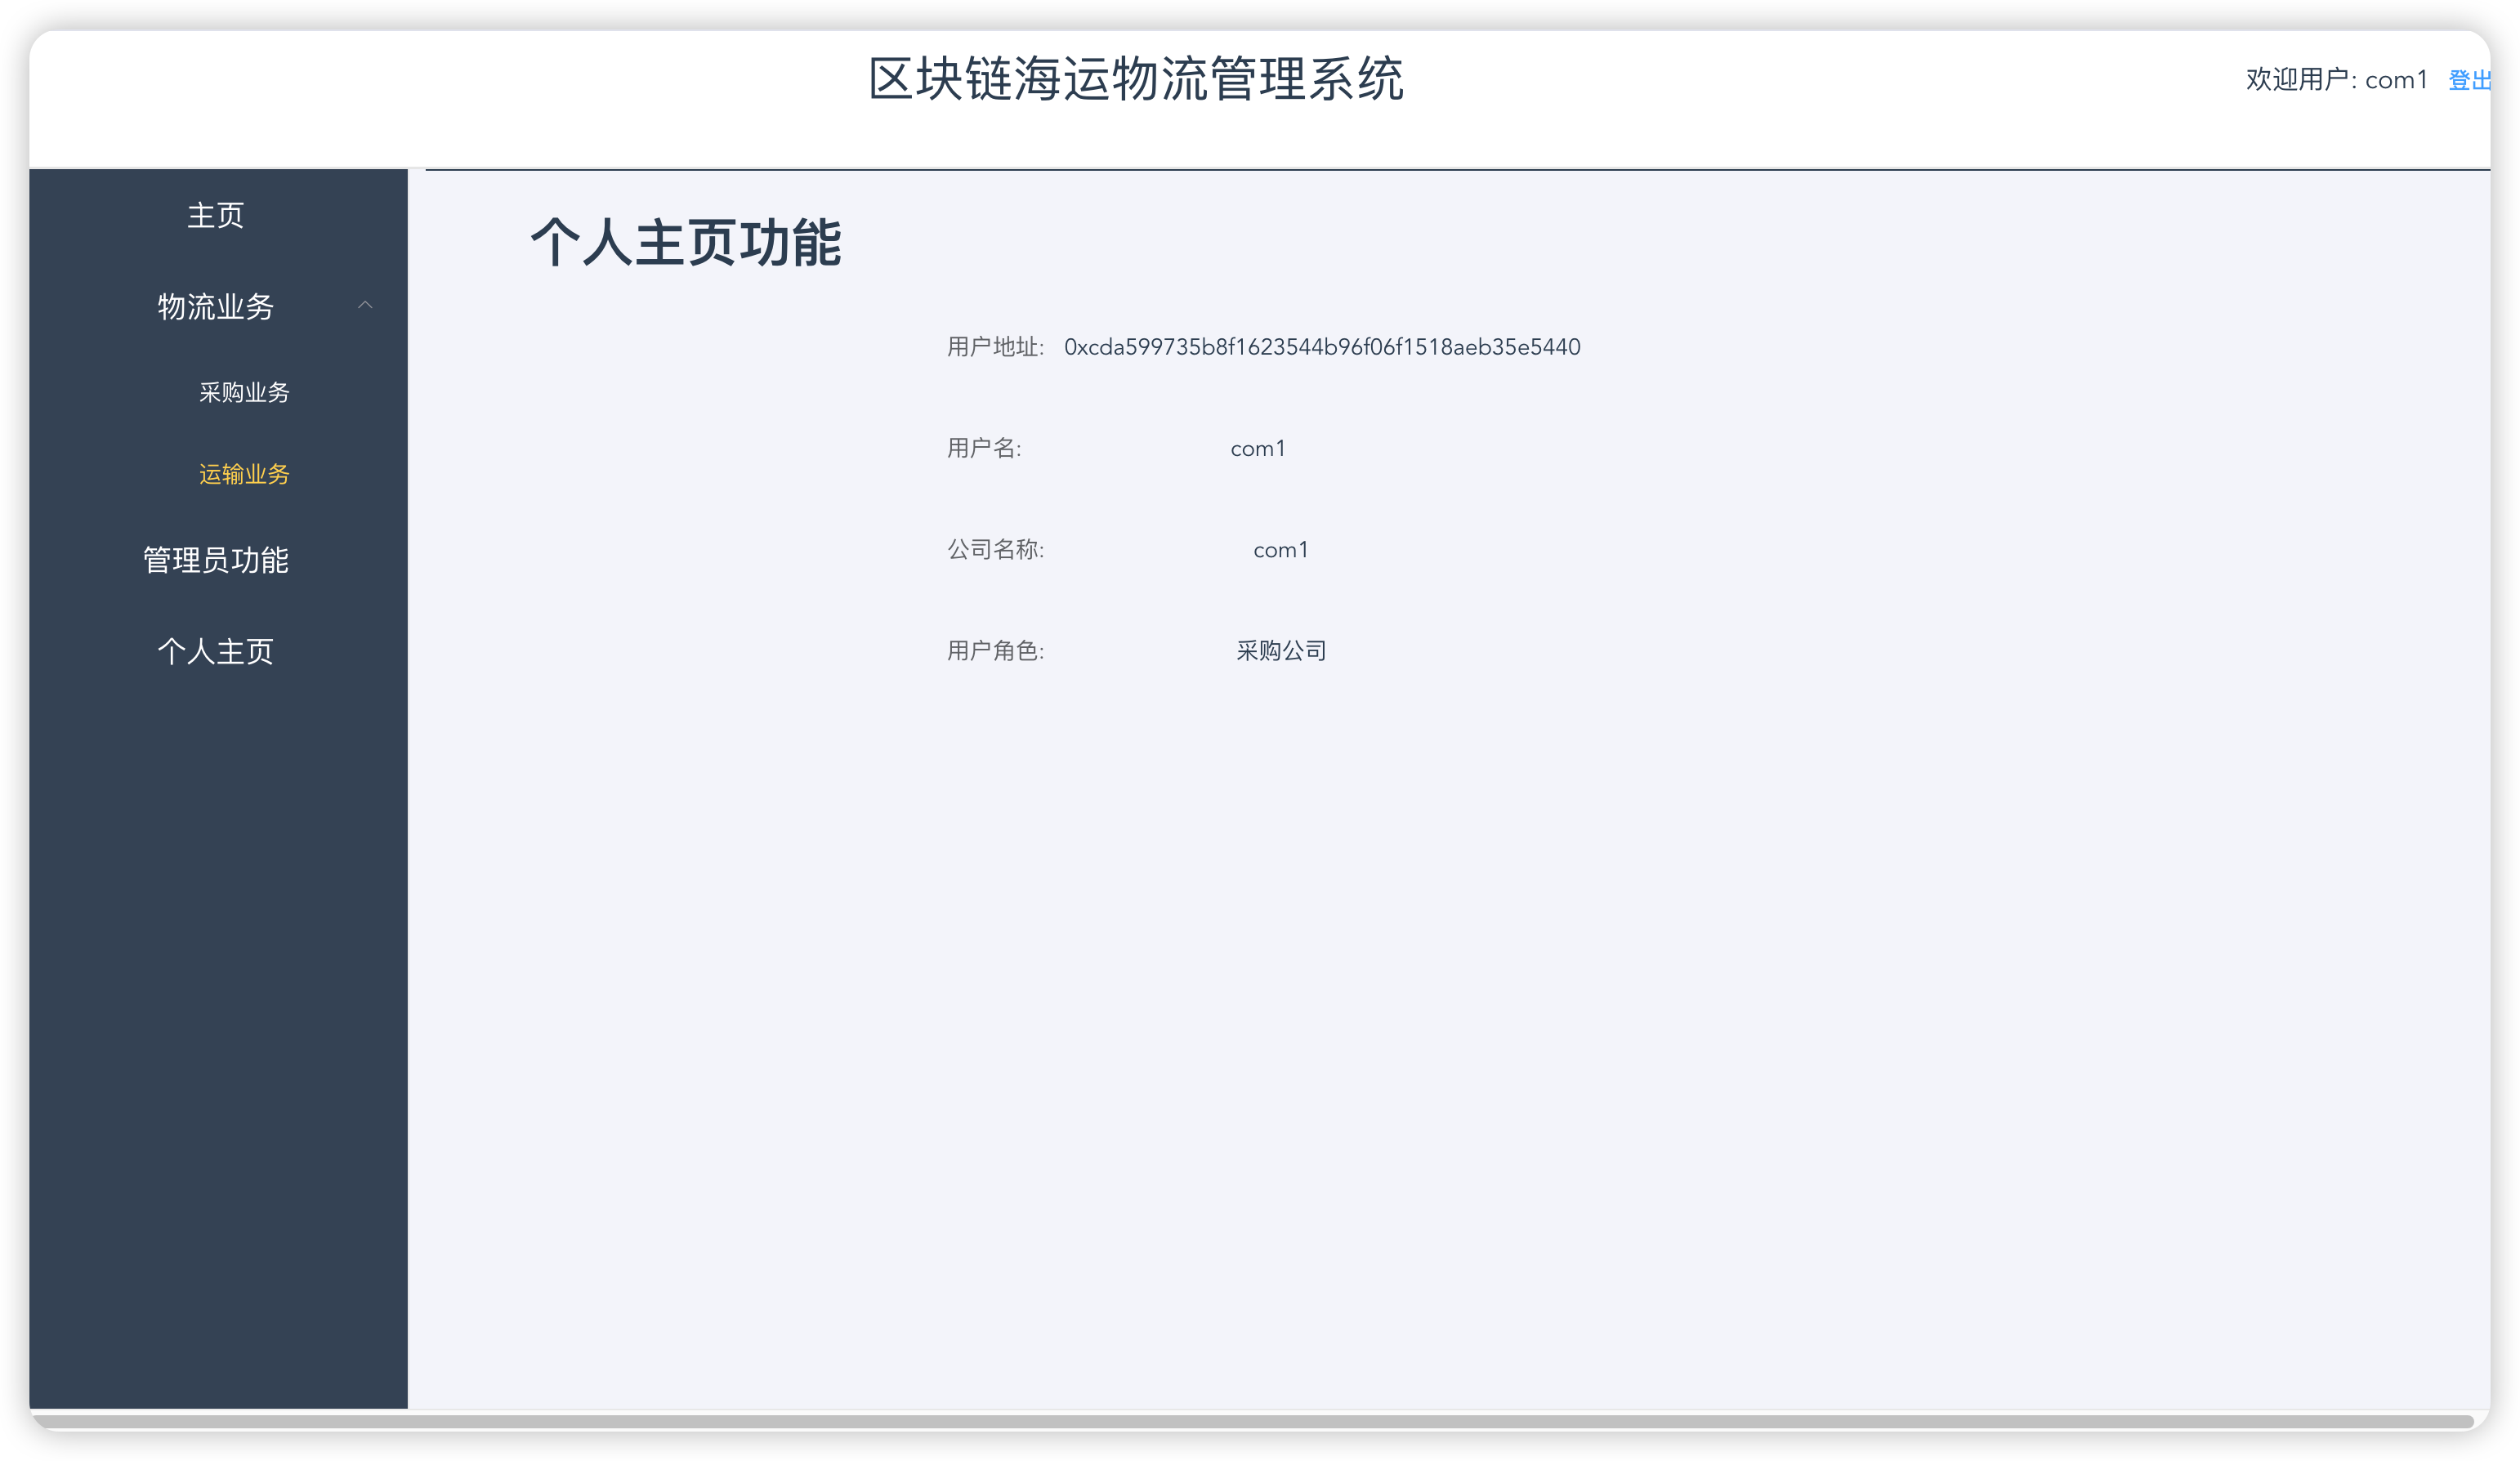 区块链海运物流管理系统
欢迎用户: com1 登出
主页
物流业务
采购业务
运输业务
管理员功能
个人主页
个人主页功能
用户地址: 0xcda599735b8f1623544b96f06f1518aeb35e5440
用户名: com1
公司名称: com1
用户角色: 采购公司